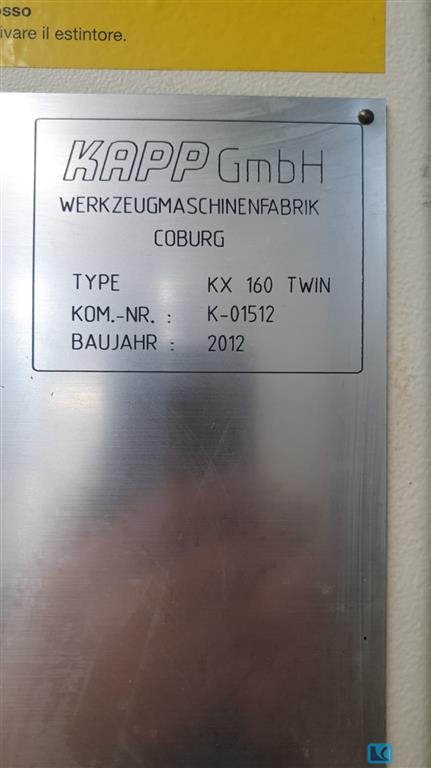 osso
ivare il estintore.
KAPP GmbH
WERKZEUGMASCHINENFABRIK
COBURG
TYPE KX 160 TWIN
KOM.-NR. : K-01512
BAUJAHR : 2012